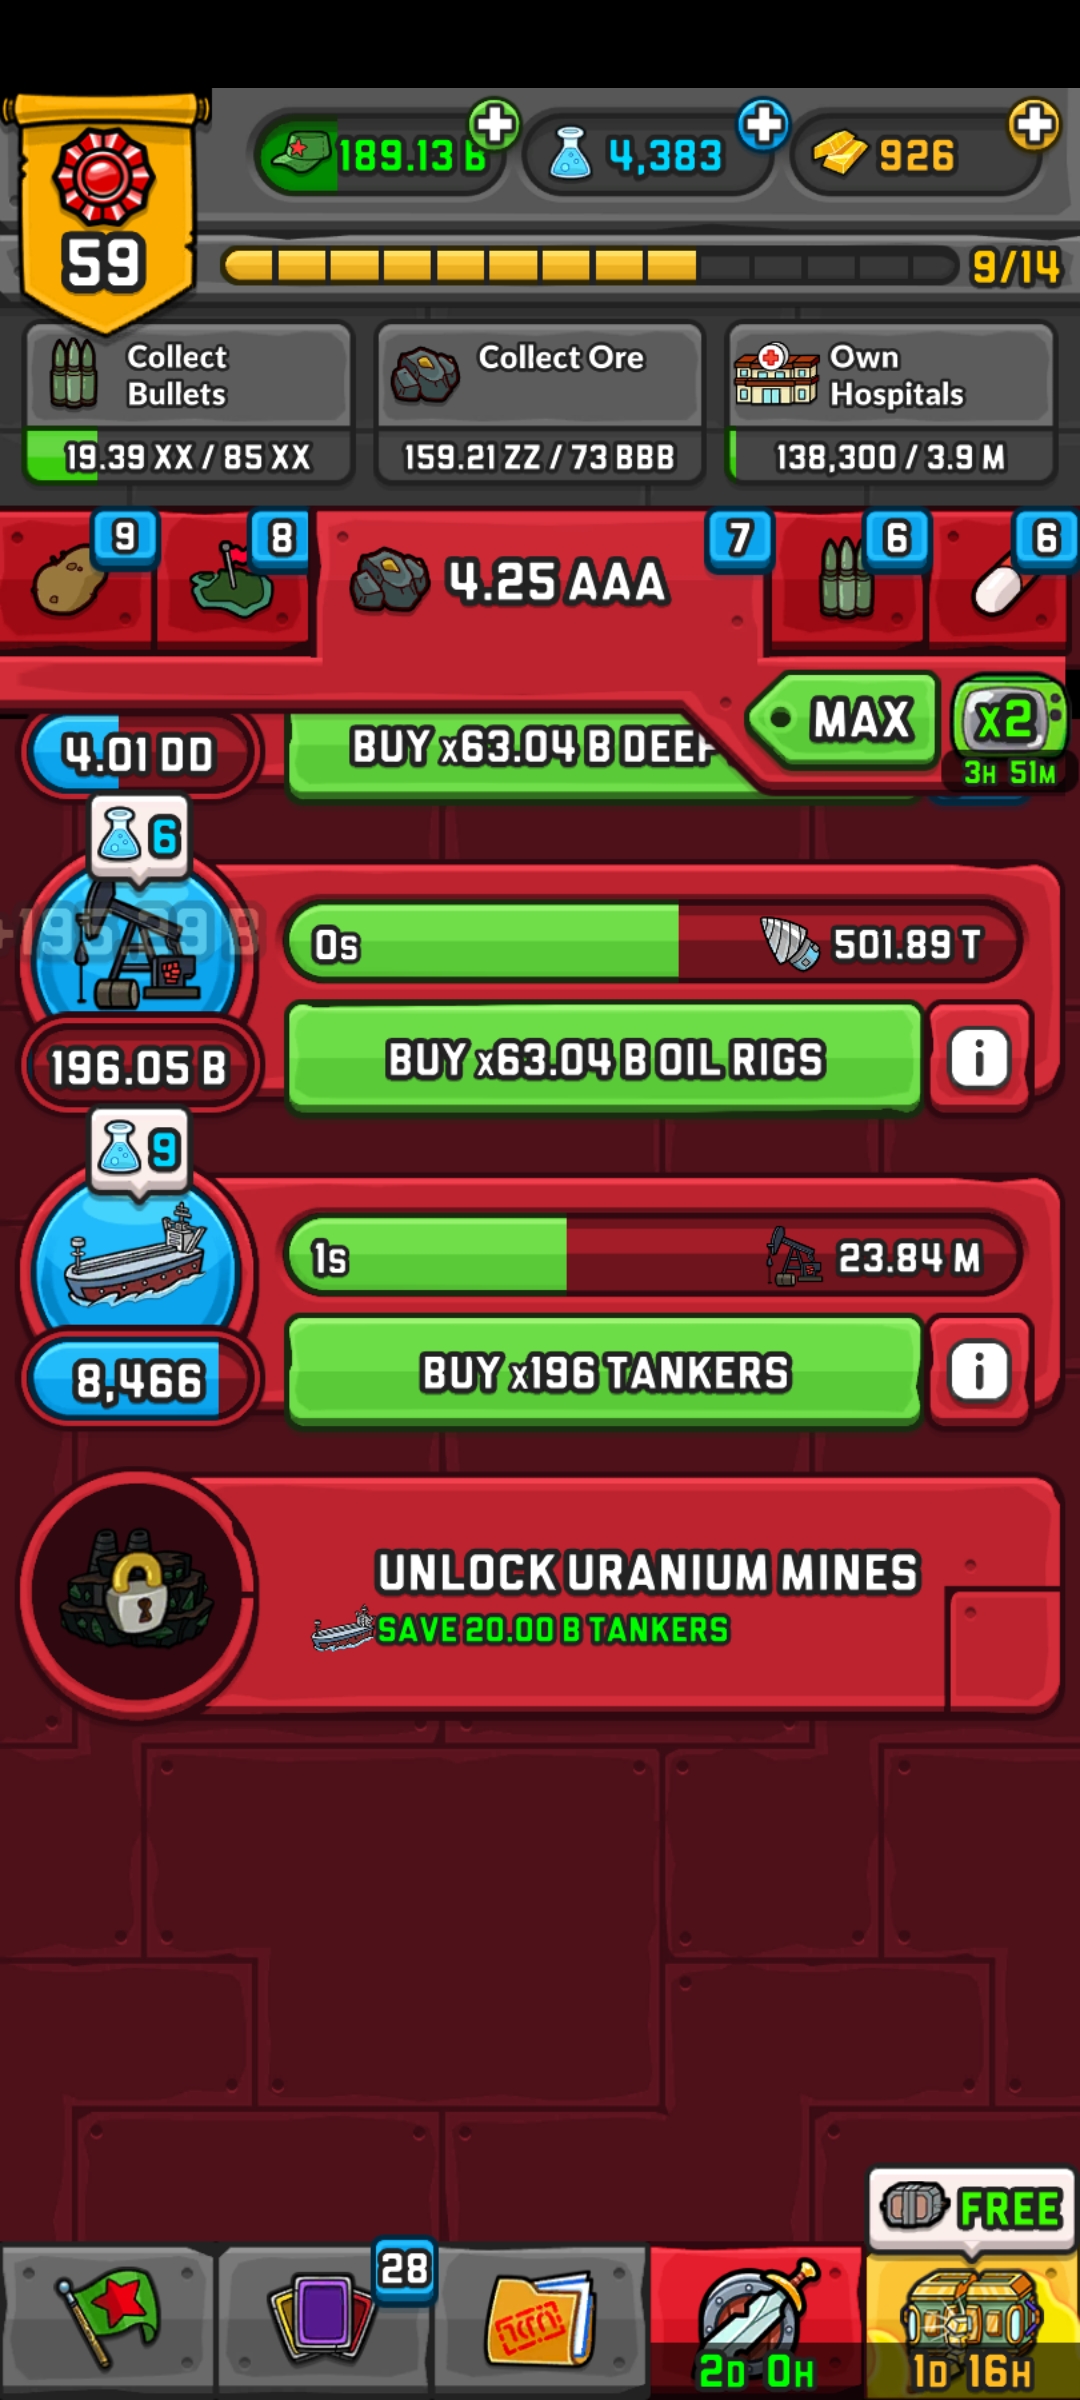 189.13 B
4,383
926
59
9/14
Collect
Bullets
19.39 XX / 85 XX
Collect Ore
159.21 ZZ / 73 BBB
Own
Hospitals
138,300 / 3.9 M
9
8
4.25 AAA
7
6
6
MAX
x2
3H 51M
4.01 DD
BUY x63.04 B DEEP
6
+195.29 B
0s
501.89 T
196.05 B
BUY x63.04 B OIL RIGS
i
9
1s
23.84 M
8,466
BUY x196 TANKERS
i
UNLOCK URANIUM MINES
SAVE 20.00 B TANKERS
FREE
28
2D 0H
1D 16H